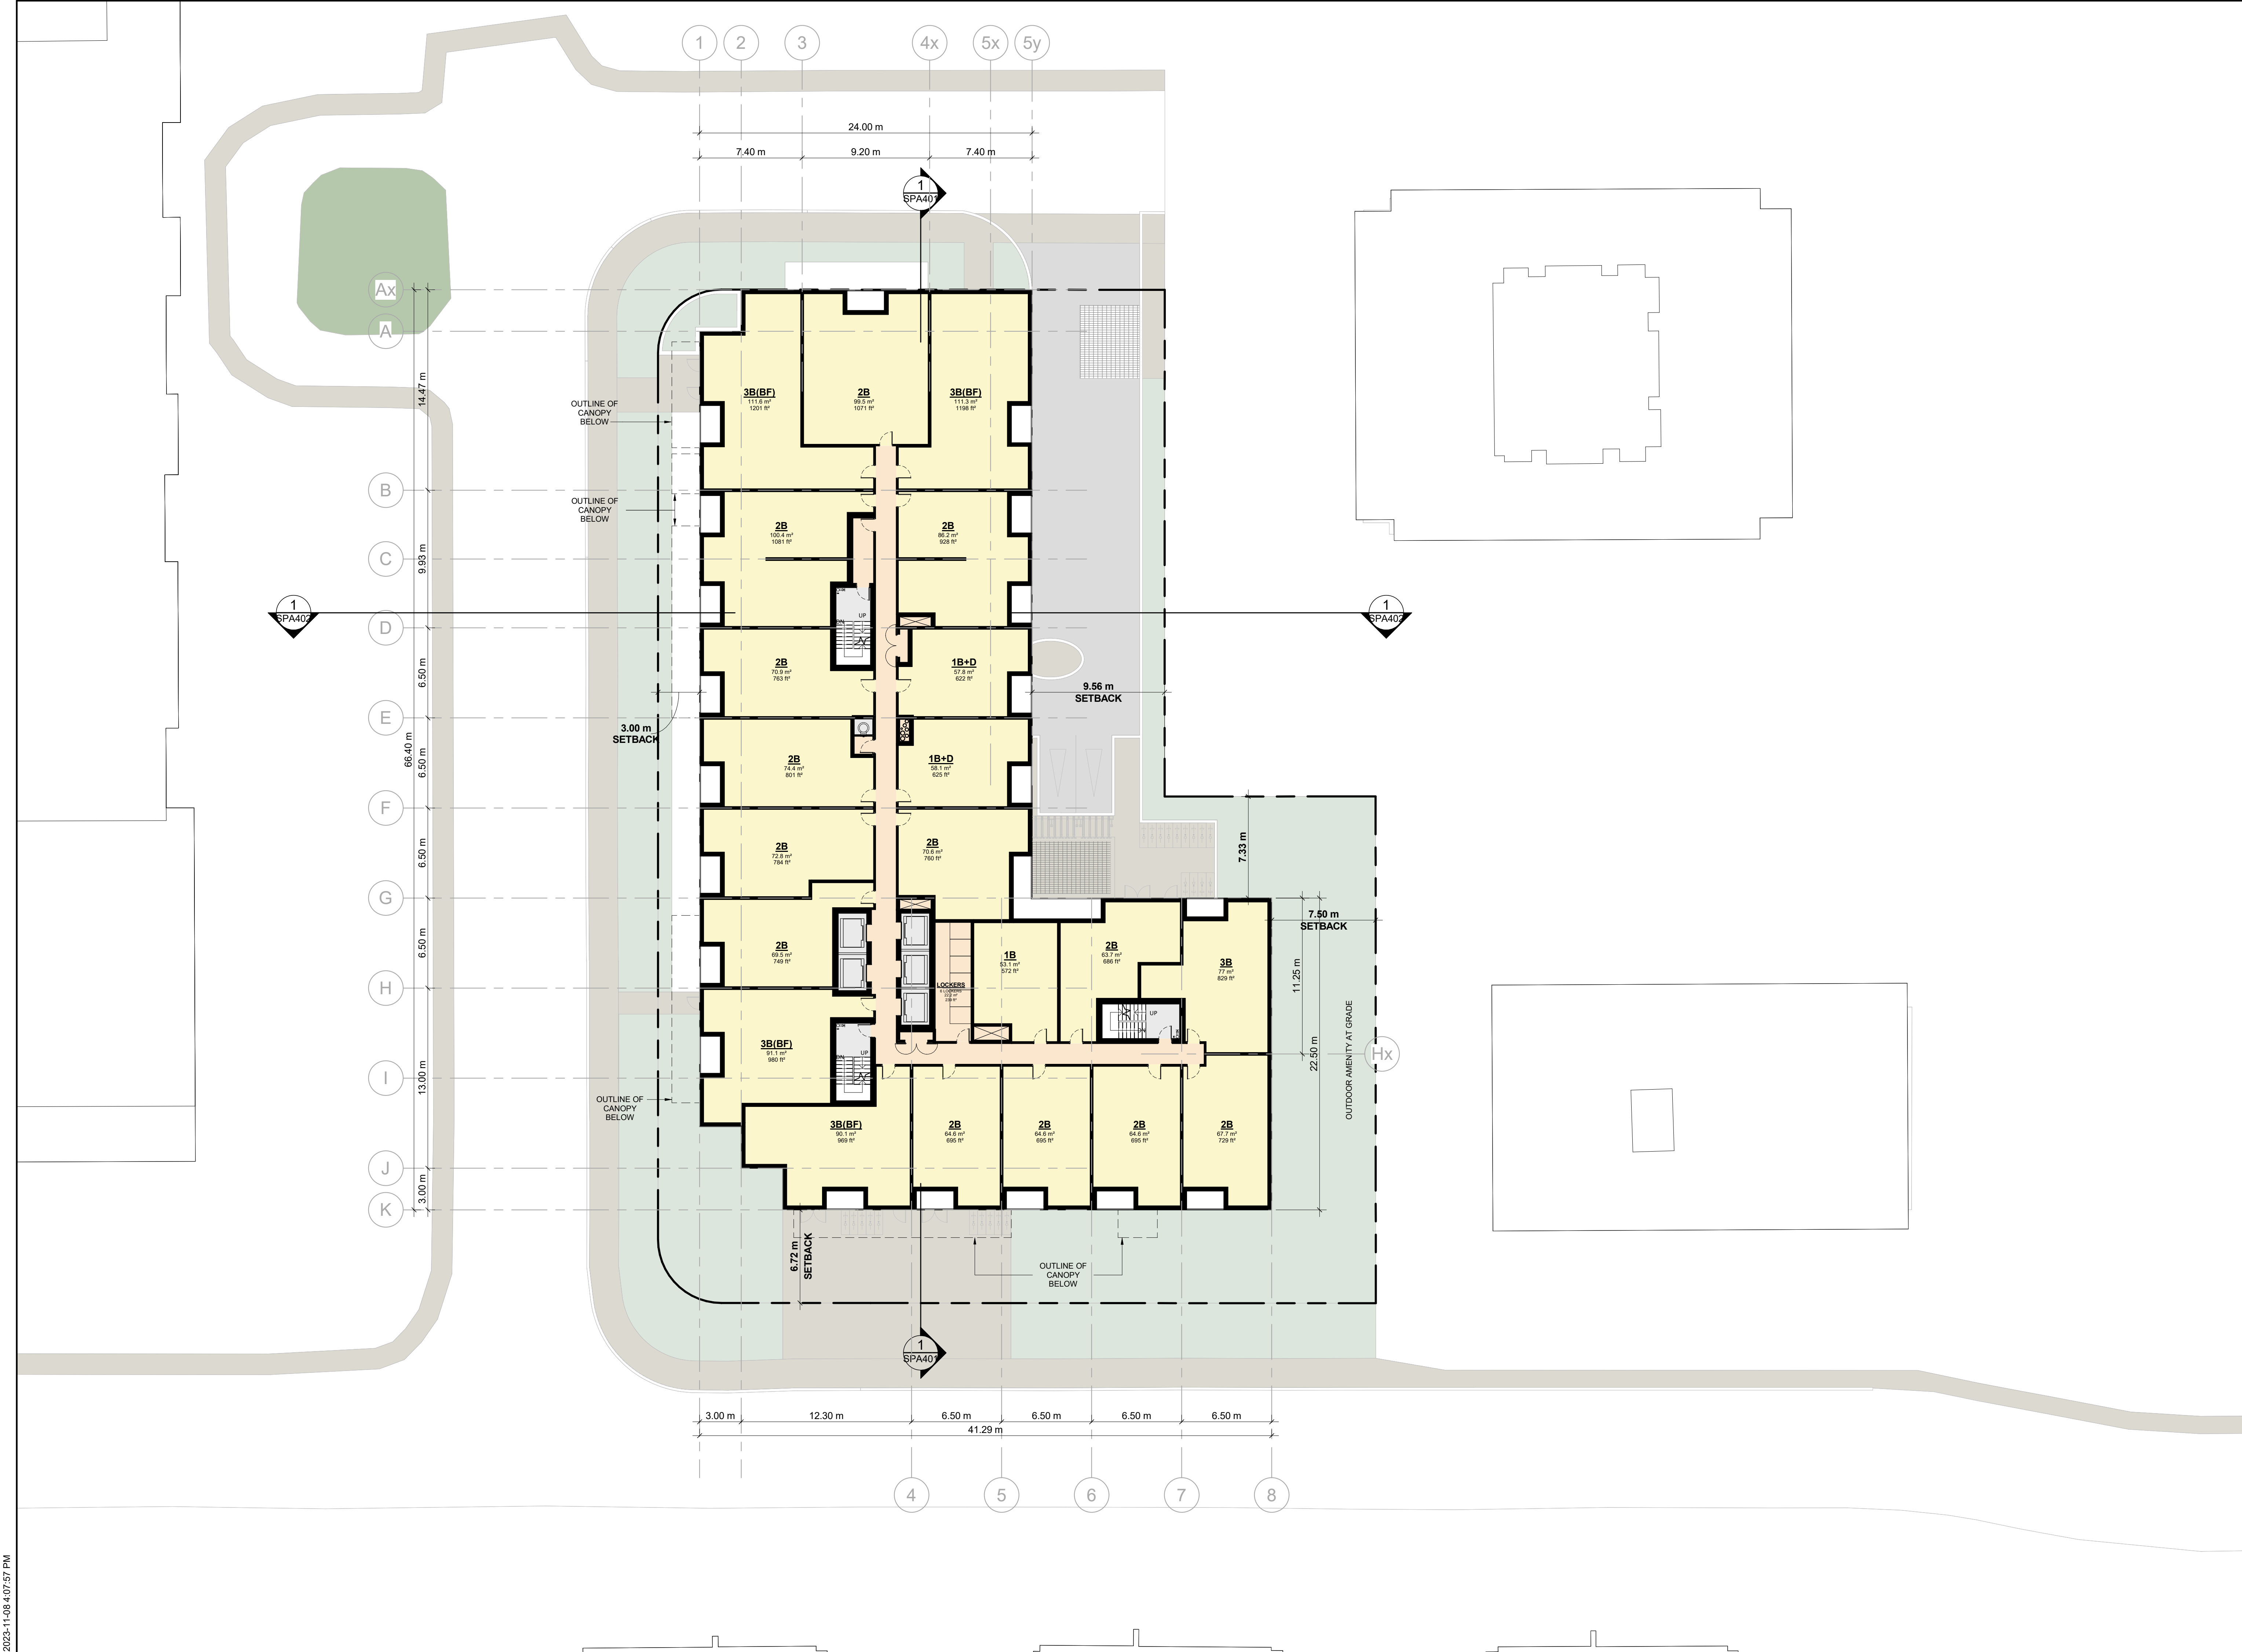 1
2
3
4x
5x
5y
24.00 m
7.40 m
9.20 m
7.40 m
1
SPA401
Ax
A
B
C
D
E
F
G
H
I
J
K
Hx
14.47 m
9.93 m
6.50 m
66.40 m
6.50 m
6.50 m
6.50 m
13.00 m
3.00 m
OUTLINE OF
CANOPY
BELOW
OUTLINE OF
CANOPY
BELOW
3B(BF)
111.6 m²
1201 ft²
2B
99.5 m²
1071 ft²
3B(BF)
111.3 m²
1198 ft²
2B
100.4 m²
1081 ft²
2B
86.2 m²
928 ft²
1
SPA402
1
SPA402
UP
DN
2B
70.9 m²
763 ft²
1B+D
57.8 m²
622 ft²
3.00 m
SETBACK
9.56 m
SETBACK
2B
74.4 m²
801 ft²
1B+D
58.1 m²
625 ft²
2B
72.8 m²
784 ft²
2B
70.6 m²
760 ft²
7.33 m
7.50 m
SETBACK
2B
69.5 m²
749 ft²
LOCKERS
1B
53.1 m²
572 ft²
2B
63.7 m²
686 ft²
3B
77 m²
829 ft²
11.25 m
22.50 m
OUTDOOR AMENITY AT GRADE
UP
DN
3B(BF)
91.1 m²
980 ft²
UP
DN
OUTLINE OF
CANOPY
BELOW
3B(BF)
90.1 m²
969 ft²
2B
64.6 m²
695 ft²
2B
64.6 m²
695 ft²
2B
64.6 m²
695 ft²
2B
67.7 m²
729 ft²
6.72 m
SETBACK
OUTLINE OF
CANOPY
BELOW
1
SPA401
3.00 m
12.30 m
6.50 m
6.50 m
6.50 m
6.50 m
41.29 m
4
5
6
7
8
2023-11-08 4:07:57 PM